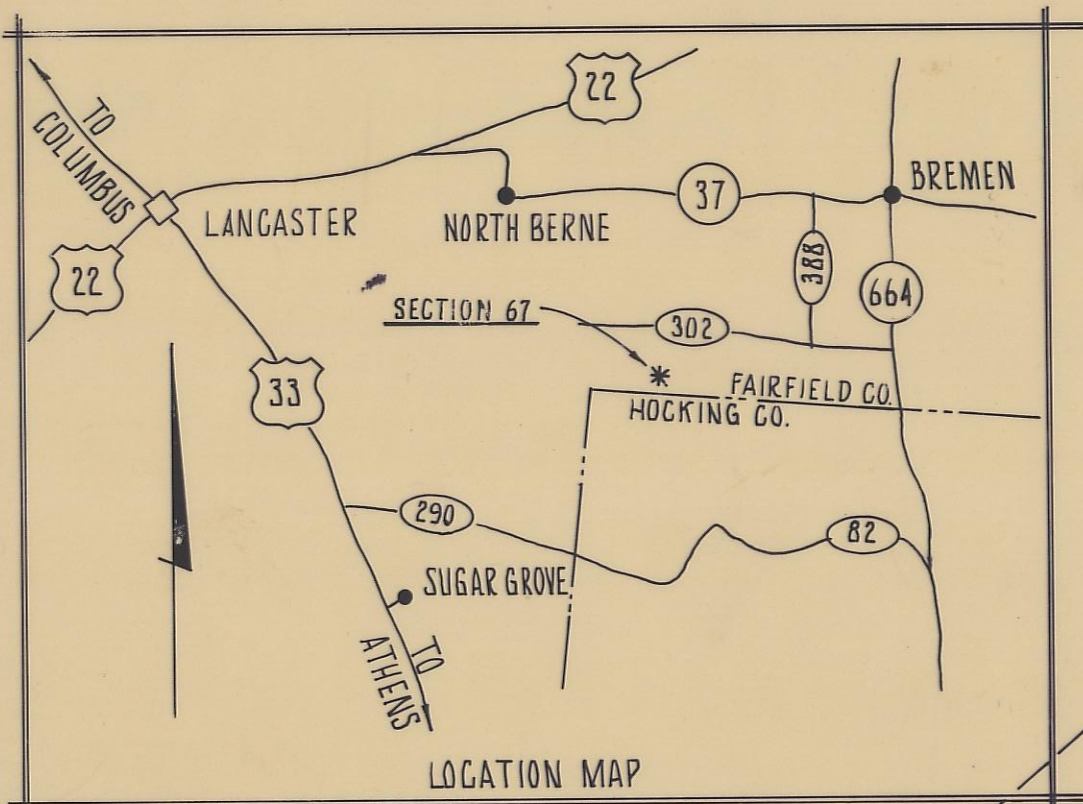 22
TO
COLUMBUS
BREMEN
37
LANCASTER
NORTH BERNE
22
388
664
SECTION 67
302
33
FAIRFIELD CO.
HOCKING CO.
290
82
SUGAR GROVE
TO
ATHENS
LOCATION MAP